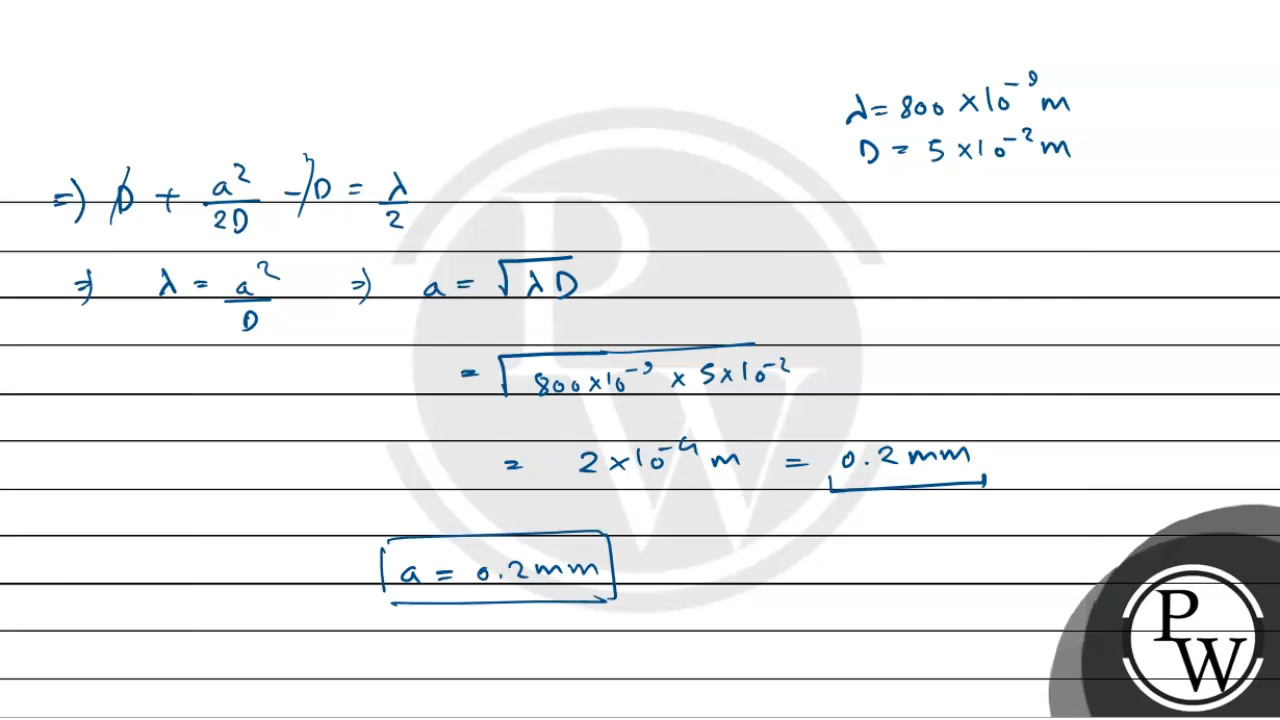 λ = 800 × 10⁻⁹ m
D = 5 × 10⁻² m
⇒) D + a²/2D - D = λ/2
⇒ λ = a²/D ⇒) a = √λD
= √800×10⁻⁹ × 5×10⁻²
= 2×10⁻⁴ m = 0.2 mm
a = 0.2 mm
P
W
P
W